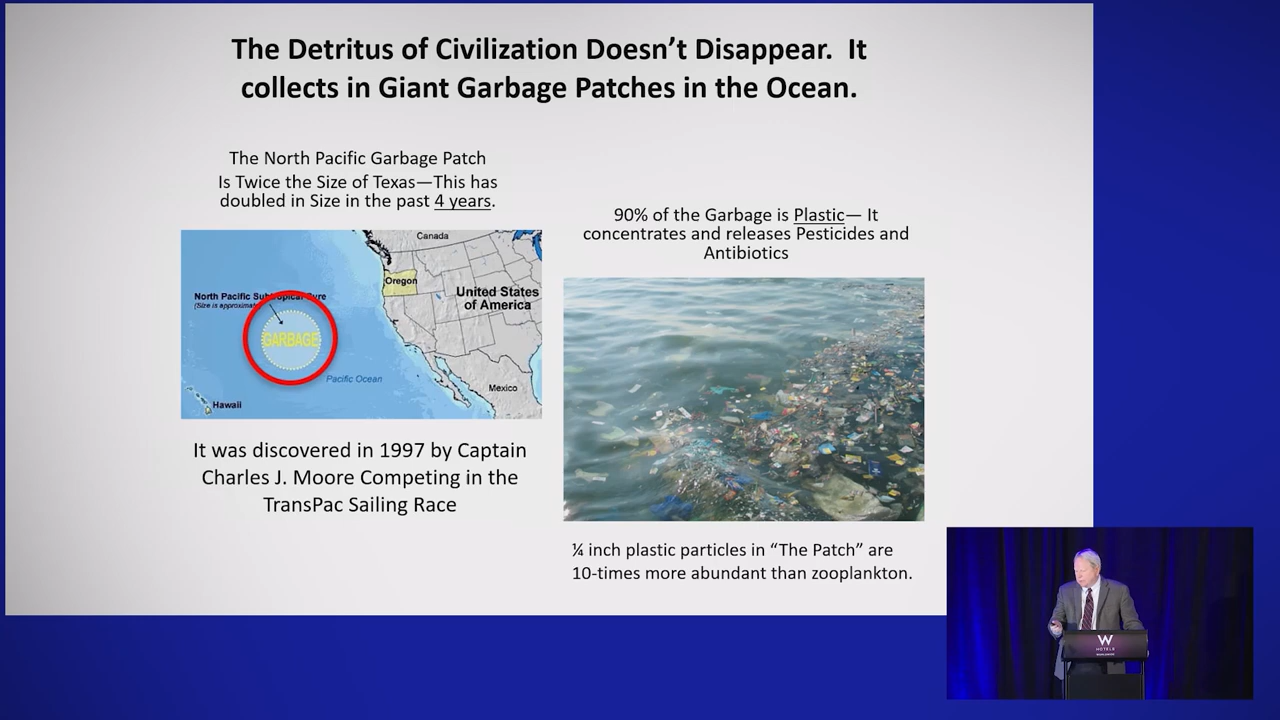 The Detritus of Civilization Doesn’t Disappear. It
collects in Giant Garbage Patches in the Ocean.
The North Pacific Garbage Patch
Is Twice the Size of Texas—This has
doubled in Size in the past 4 years.
Canada
Oregon
United States
of America
North Pacific Subtropical Gyre
(Size is approximat
GARBAGE
Pacific Ocean
Mexico
Hawaii
It was discovered in 1997 by Captain
Charles J. Moore Competing in the
TransPac Sailing Race
90% of the Garbage is Plastic— It
concentrates and releases Pesticides and
Antibiotics
¼ inch plastic particles in “The Patch” are
10-times more abundant than zooplankton.
W
HOTELS